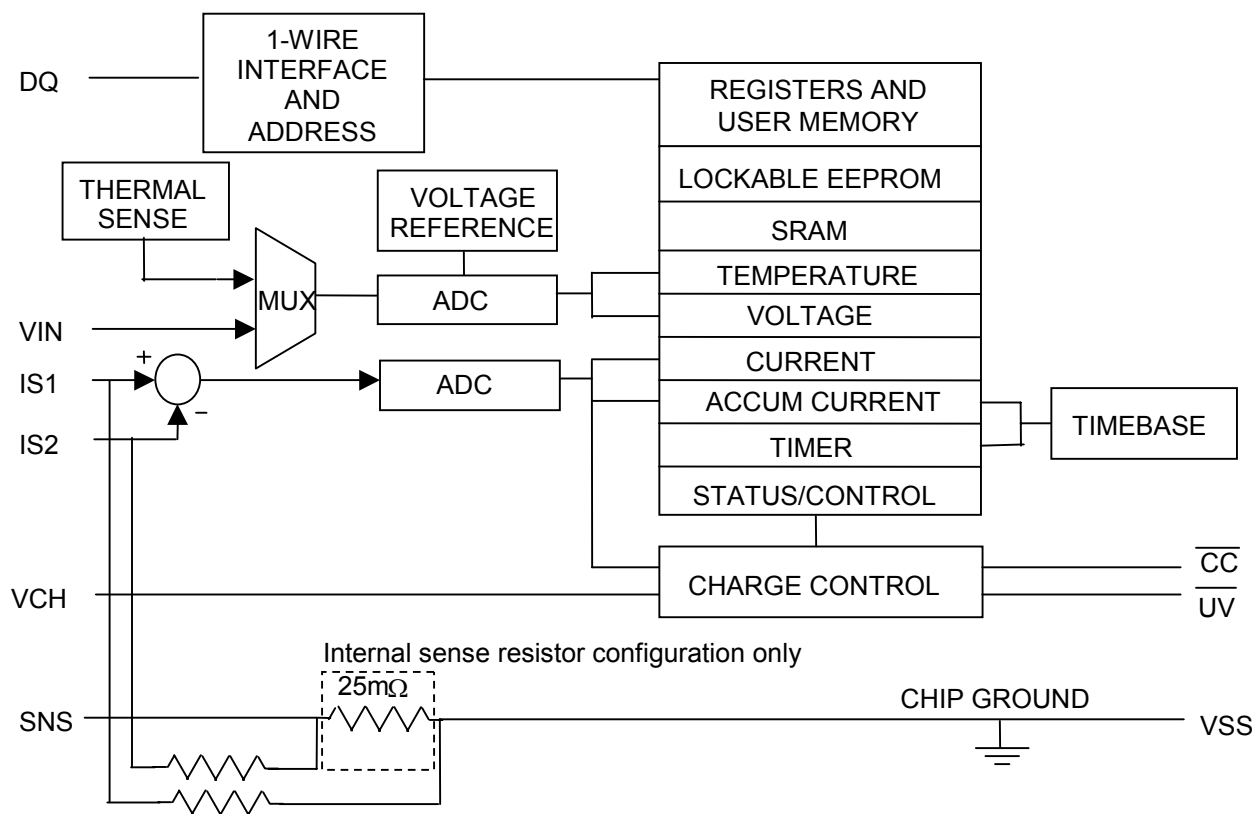 1-WIRE
INTERFACE
AND
ADDRESS
DQ
REGISTERS AND
USER MEMORY
LOCKABLE EEPROM
SRAM
TEMPERATURE
VOLTAGE
CURRENT
ACCUM CURRENT
TIMER
STATUS/CONTROL
THERMAL
SENSE
VOLTAGE
REFERENCE
MUX
ADC
VIN
+
IS1
ADC
−
IS2
TIMEBASE
CHARGE CONTROL
CC
UV
VCH
Internal sense resistor configuration only
25mΩ
SNS
CHIP GROUND
VSS